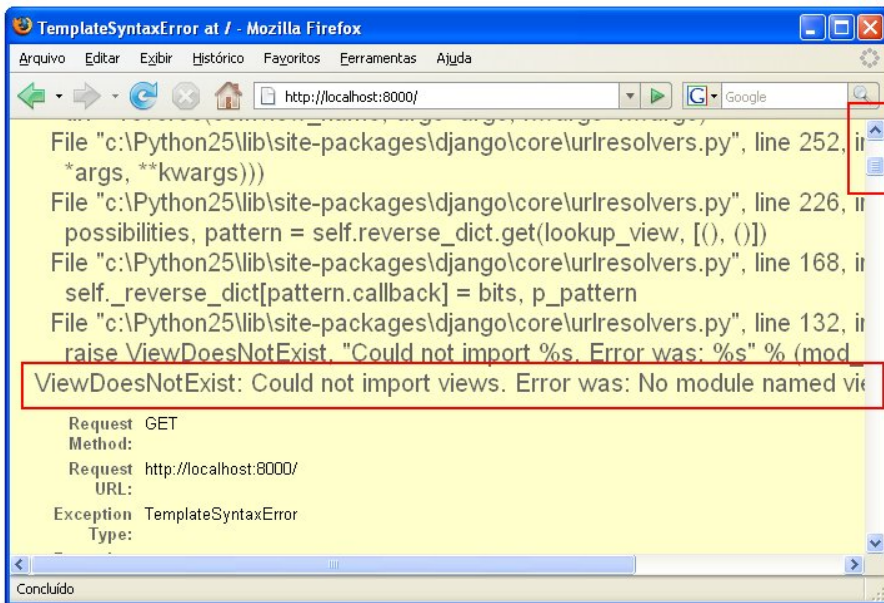 TemplateSyntaxError at / - Mozilla Firefox
Arquivo Editar Exibir Histórico Favoritos Ferramentas Ajuda
http://localhost:8000/
G Google
File "c:\Python25\lib\site-packages\django\core\urlresolvers.py", line 252, in
*args, **kwargs)))
File "c:\Python25\lib\site-packages\django\core\urlresolvers.py", line 226, in
possibilities, pattern = self.reverse_dict.get(lookup_view, [(), ()])
File "c:\Python25\lib\site-packages\django\core\urlresolvers.py", line 168, in
self._reverse_dict[pattern.callback] = bits, p_pattern
File "c:\Python25\lib\site-packages\django\core\urlresolvers.py", line 132, in
raise ViewDoesNotExist, "Could not import %s. Error was: %s" % (mod_
ViewDoesNotExist: Could not import views. Error was: No module named vie
Request Method: GET
Request URL: http://localhost:8000/
Exception Type: TemplateSyntaxError
Concluído